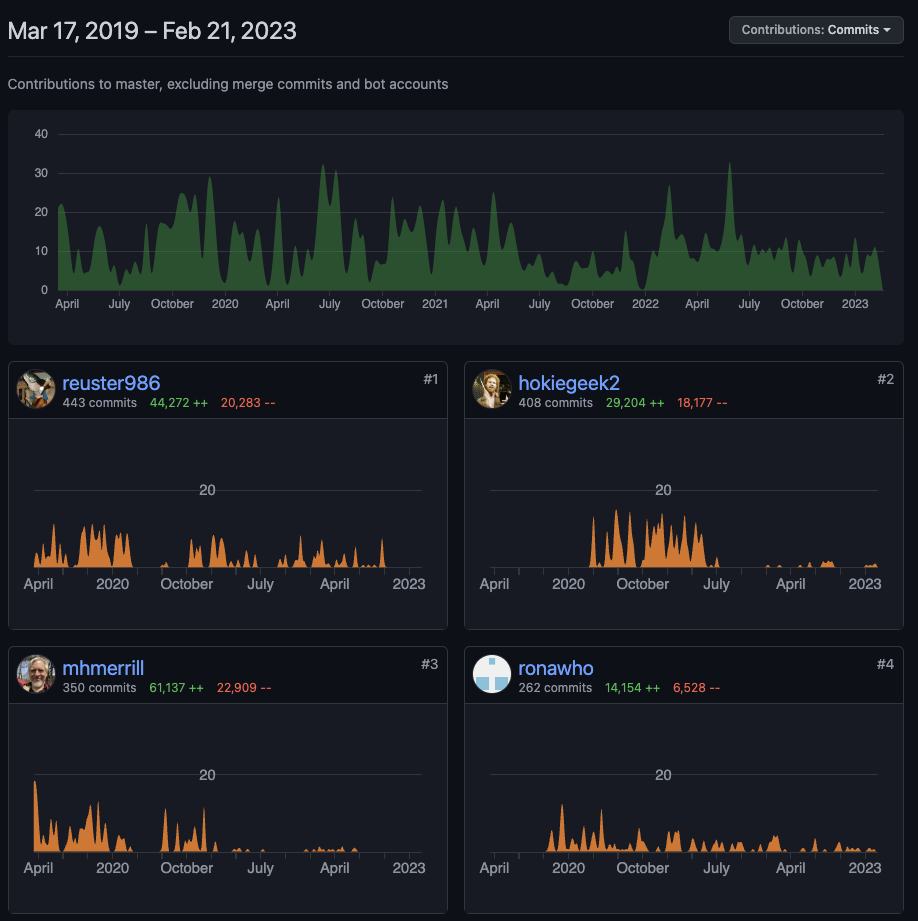 Mar 17, 2019 – Feb 21, 2023
Contributions: Commits
Contributions to master, excluding merge commits and bot accounts
40
30
20
10
0
April July October 2020 April July October 2021 April July October 2022 April July October 2023
reuster986 #1
443 commits 44,272 ++ 20,283 --
20
April 2020 October July April 2023
hokiegeek2 #2
408 commits 29,204 ++ 18,177 --
20
April 2020 October July April 2023
mhmerrill #3
350 commits 61,137 ++ 22,909 --
20
April 2020 October July April 2023
ronawho #4
262 commits 14,154 ++ 6,528 --
20
April 2020 October July April 2023